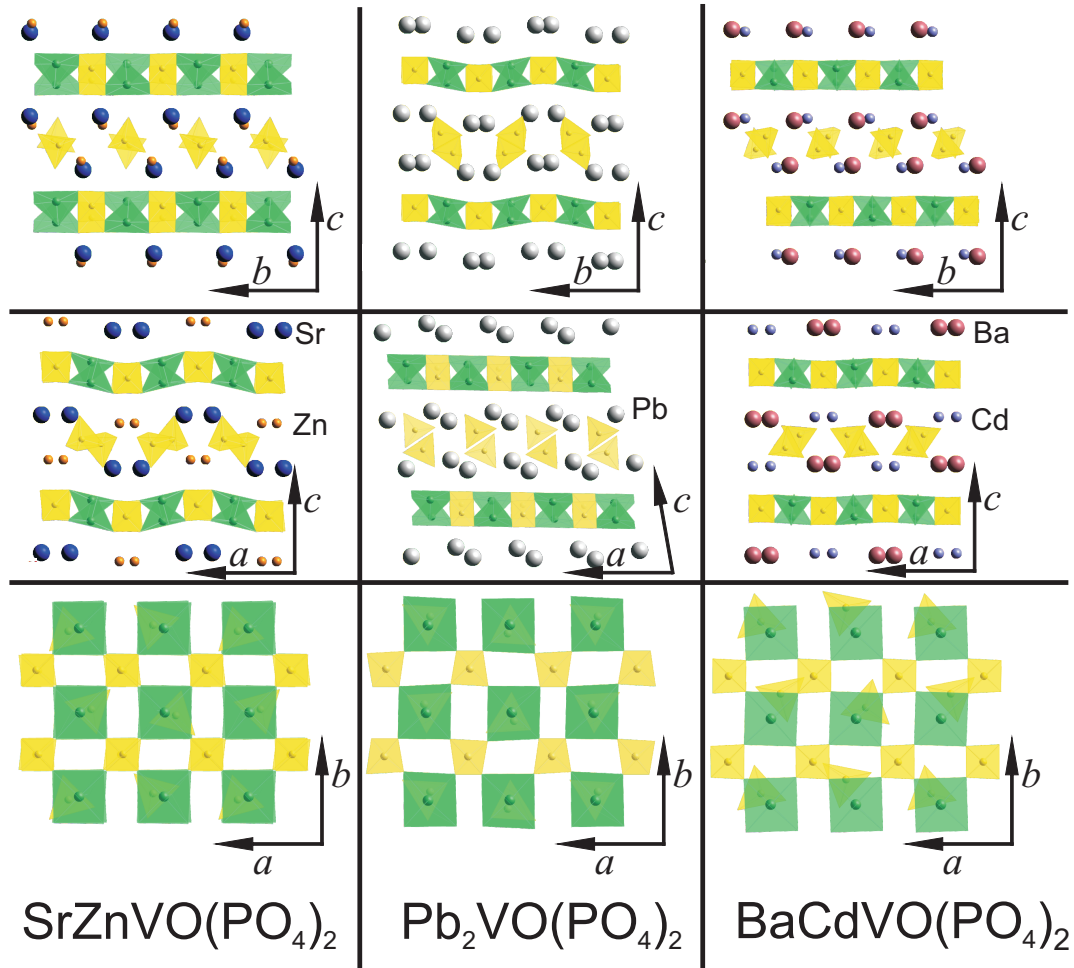 c
b
c
b
c
b
Sr
Zn
c
a
Pb
c
a
Ba
Cd
c
a
b
a
b
a
b
a
SrZnVO(PO₄)₂
Pb₂VO(PO₄)₂
BaCdVO(PO₄)₂